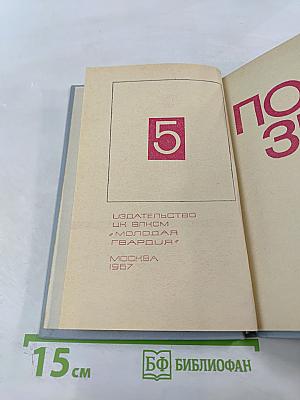 5
ИЗДАТЕЛЬСТВО
ЦК ВЛКСМ
«МОЛОДАЯ
ГВАРДИЯ»
МОСКВА
1967
ПО
З
15 см
БФ БИБЛИОФАН